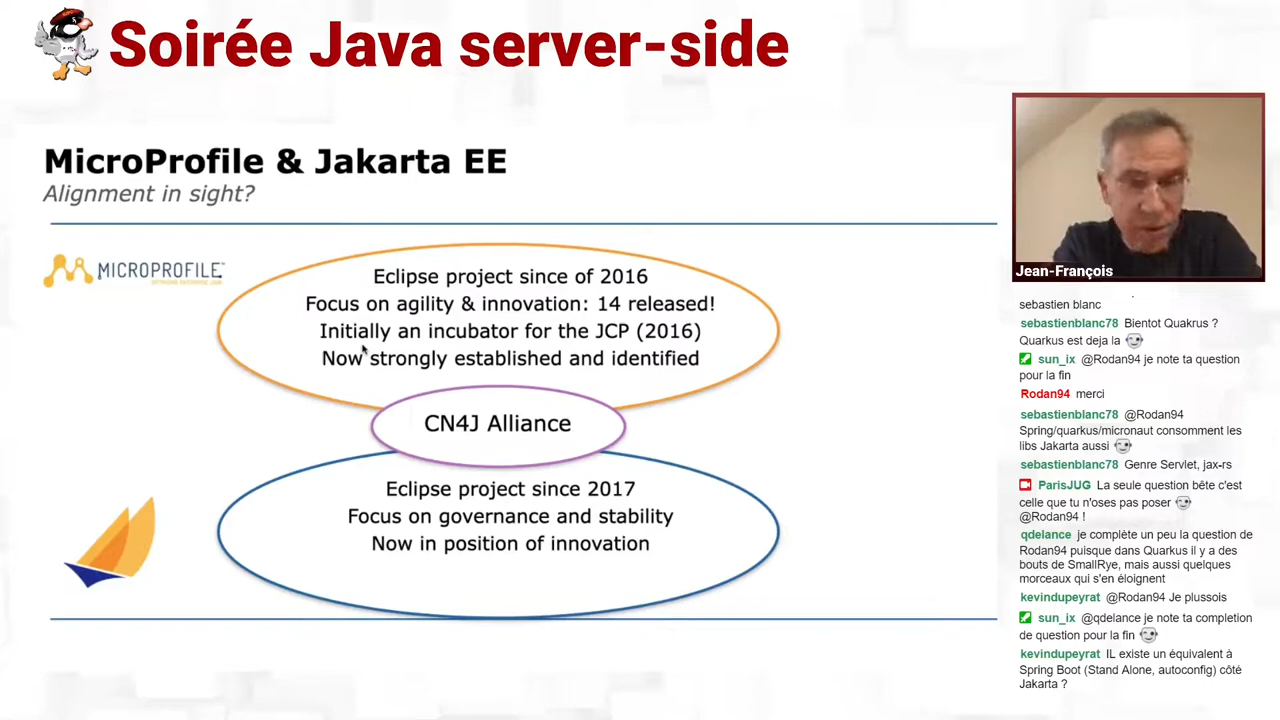 Soirée Java server-side
MicroProfile & Jakarta EE
Alignment in sight?
MICROPROFILE™
Eclipse project since of 2016
Focus on agility & innovation: 14 released!
Initially an incubator for the JCP (2016)
Now strongly established and identified
CN4J Alliance
Eclipse project since 2017
Focus on governance and stability
Now in position of innovation
Jean-François
sebastien blanc
sebastienblanc78 Bientot Quakrus ?
Quarkus est deja la
sun_ix @Rodan94 je note ta question
pour la fin
Rodan94 merci
sebastienblanc78 @Rodan94
Spring/quarkus/micronaut consomment les
libs Jakarta aussi
sebastienblanc78 Genre Servlet, jax-rs
ParisJUG La seule question bête c'est
celle que tu n'oses pas poser
@Rodan94 !
qdelance je complète un peu la question de
Rodan94 puisque dans Quarkus il y a des
bouts de SmallRye, mais aussi quelques
morceaux qui s'en éloignent
kevindupeyrat @Rodan94 Je plussois
sun_ix @qdelance je note ta completion
de question pour la fin
kevindupeyrat IL existe un équivalent à
Spring Boot (Stand Alone, autoconfig) côté
Jakarta ?